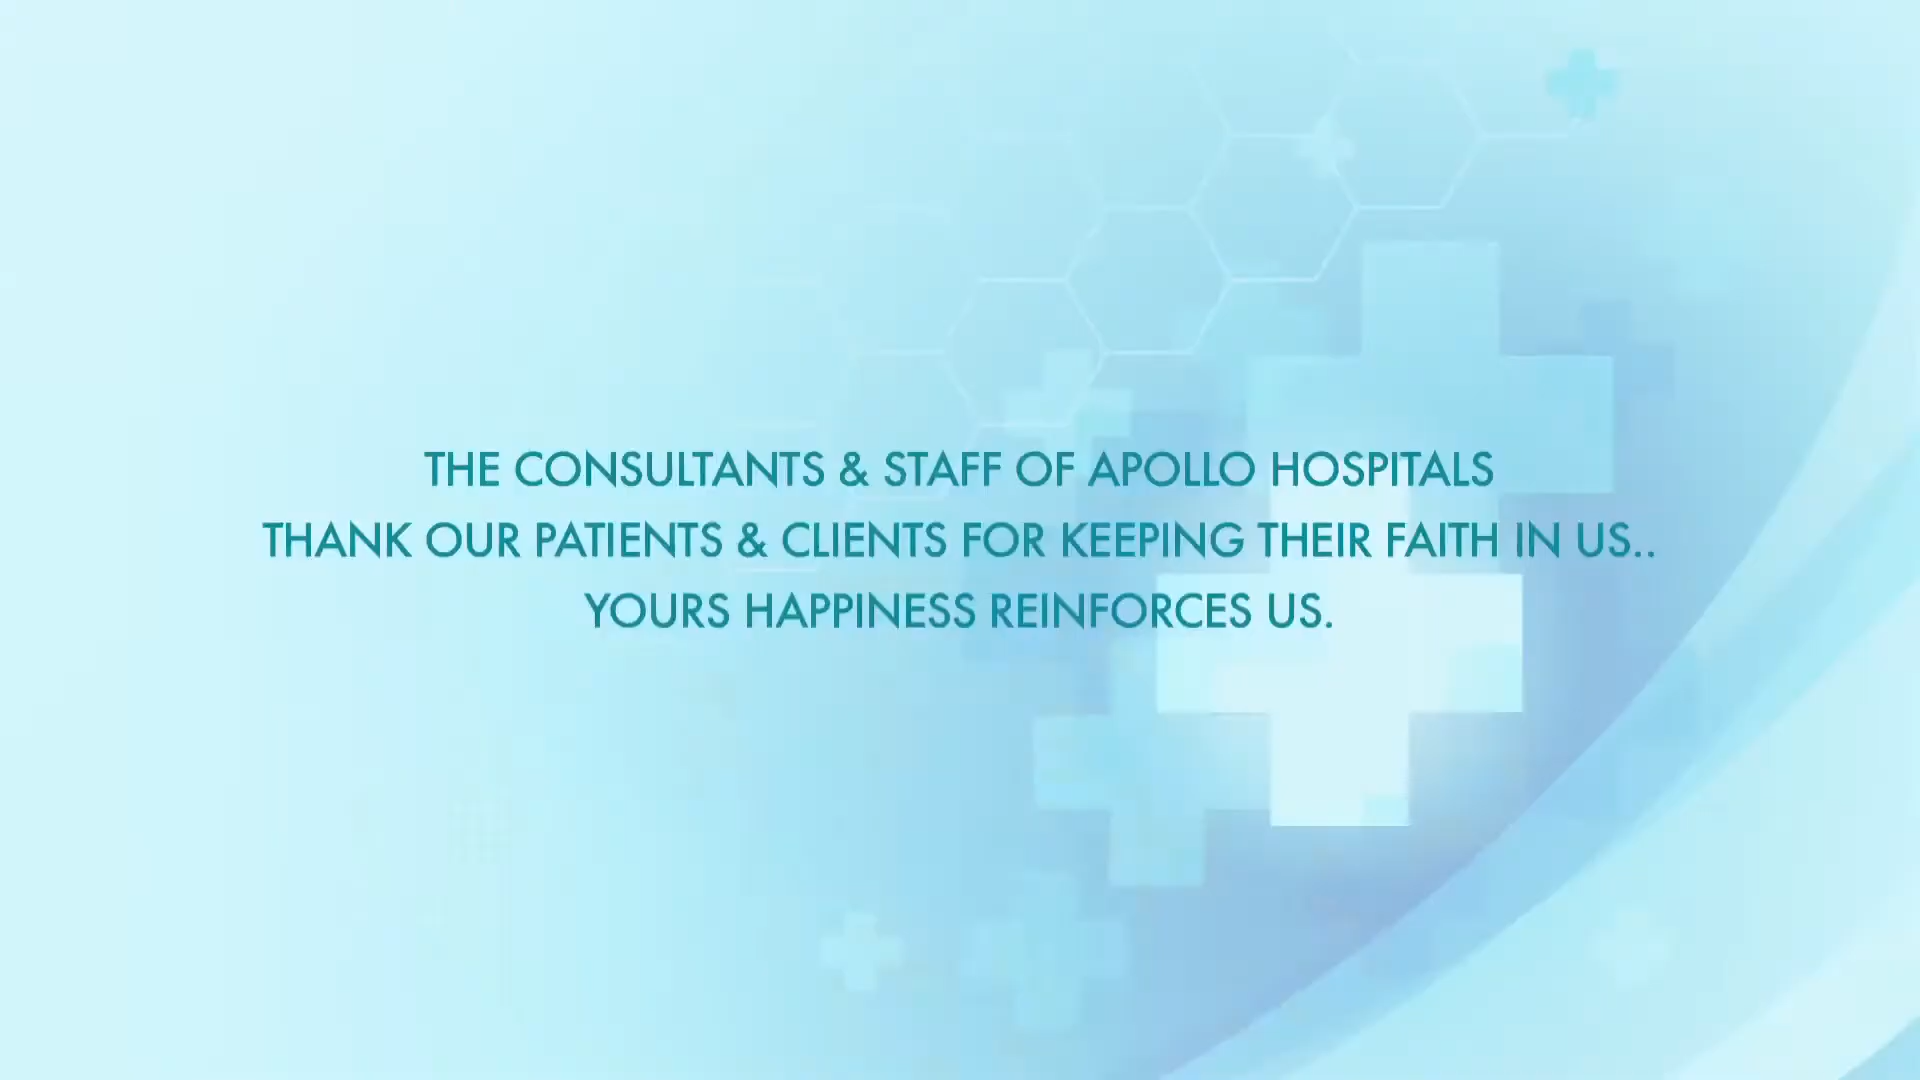 THE CONSULTANTS & STAFF OF APOLLO HOSPITALS
THANK OUR PATIENTS & CLIENTS FOR KEEPING THEIR FAITH IN US..
YOURS HAPPINESS REINFORCES US.